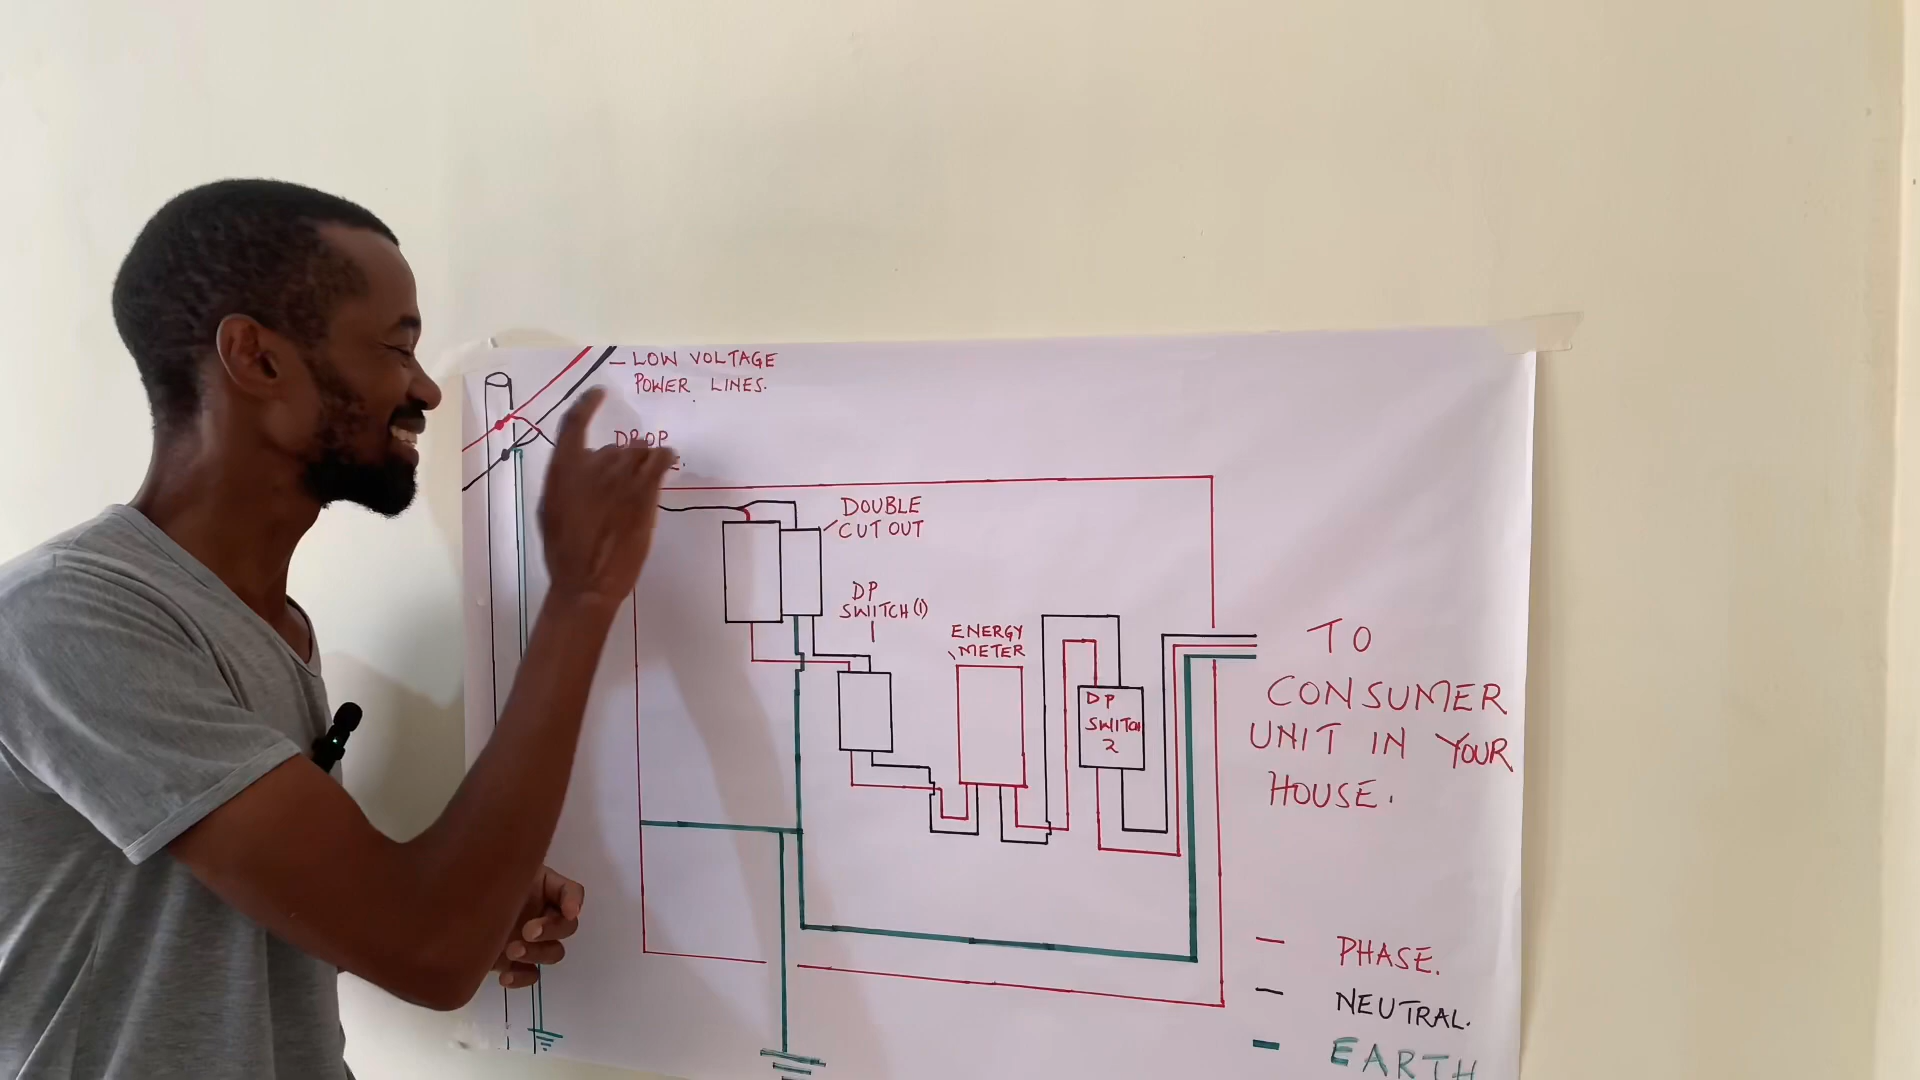 — LOW VOLTAGE
POWER LINES.
DROP
DOUBLE
CUT OUT
DP
SWITCH (1)
ENERGY
METER
DP
SWITCH
2
TO
CONSUMER
UNIT IN YOUR
HOUSE.
— PHASE.
— NEUTRAL.
— EARTH